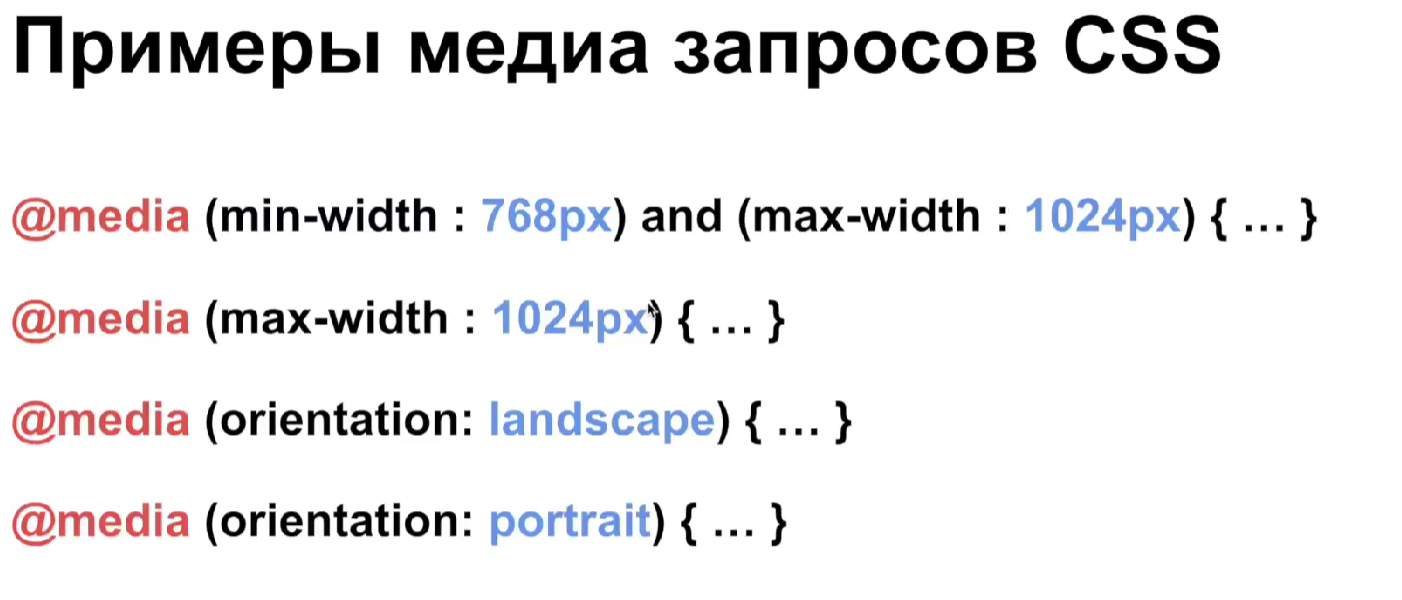 Примеры медиа запросов CSS
@media (min-width : 768px) and (max-width : 1024px) { ... }
@media (max-width : 1024px) { ... }
@media (orientation: landscape) { ... }
@media (orientation: portrait) { ... }